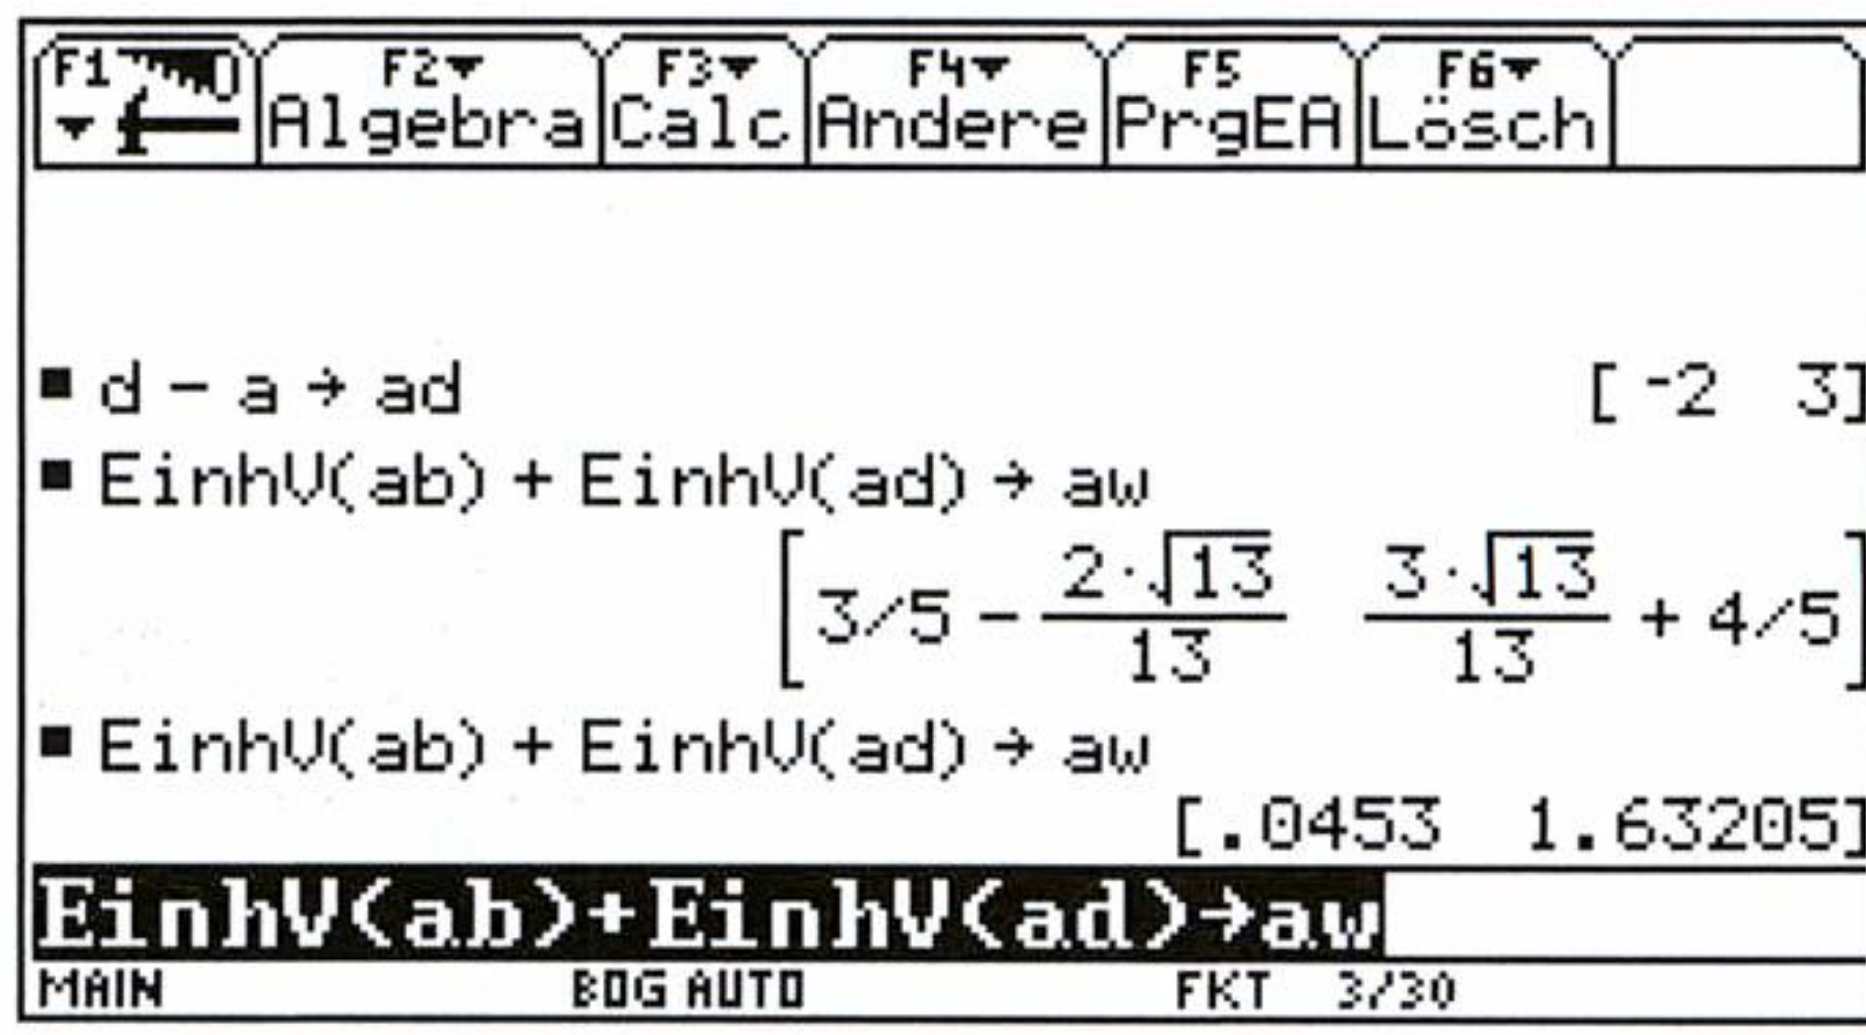 F1 F2 F3 F4 F5 F6
Algebra Calc Andere PrgEA Lösch
d - a → ad [-2 3]
EinhV(ab) + EinhV(ad) → aw
[3/5 - 2·√13/13 3·√13/13 + 4/5]
EinhV(ab) + EinhV(ad) → aw
[.0453 1.63205]
EinhV(ab)+EinhV(ad)→aw
MAIN BOG AUTO FKT 3/30